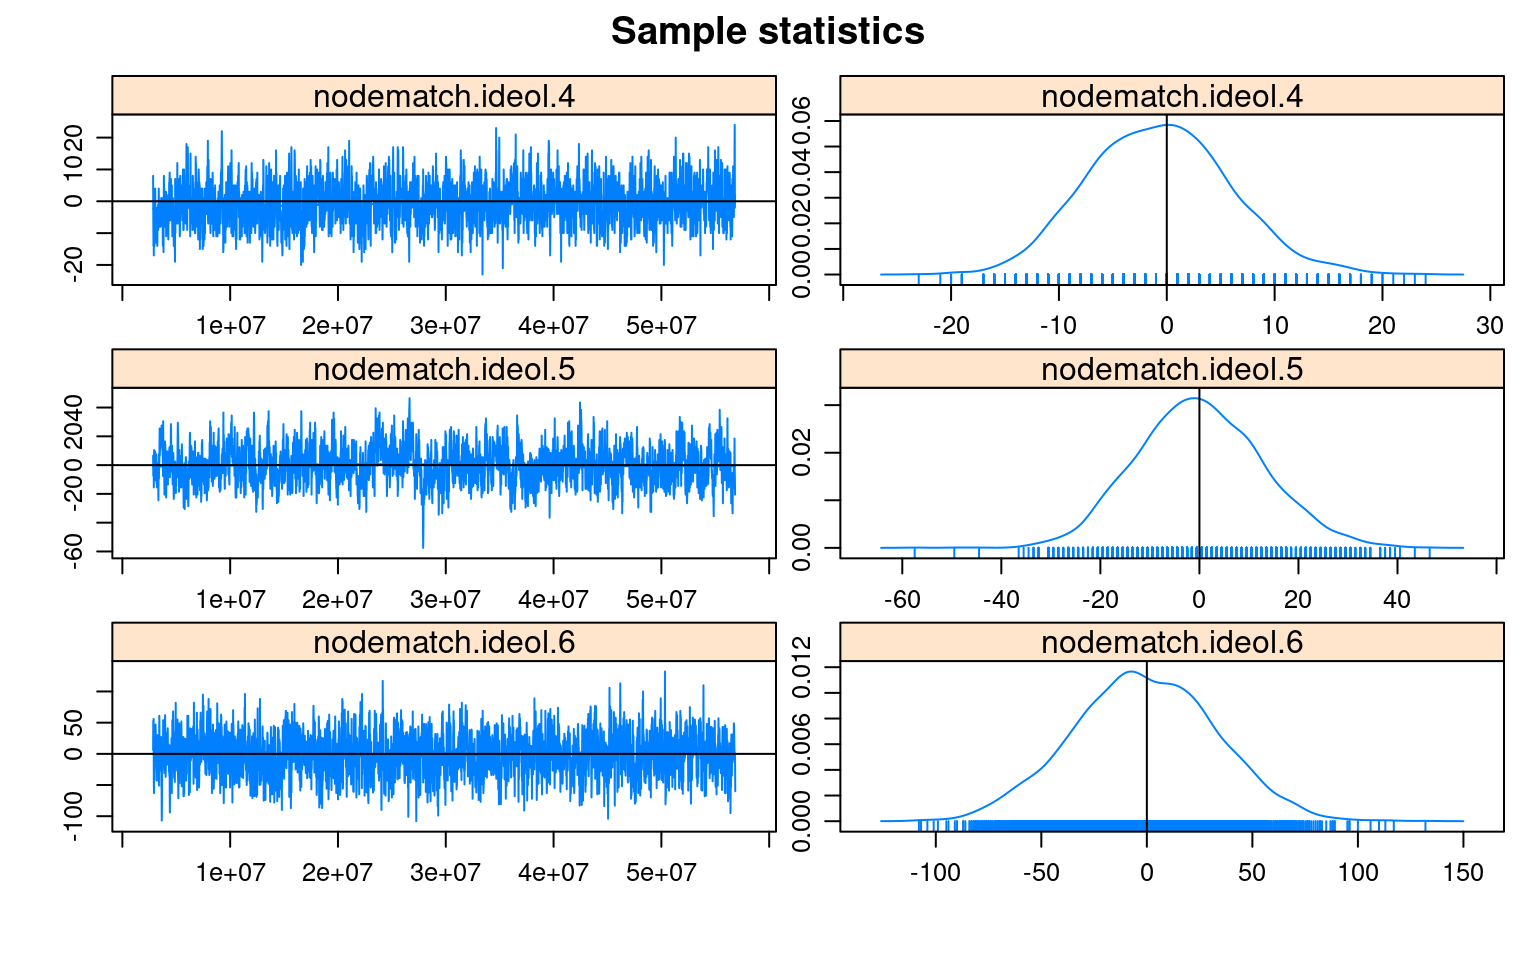 Sample statistics
nodematch.ideol.4
-20 0 10 20
1e+07 2e+07 3e+07 4e+07 5e+07
nodematch.ideol.4
0.00 0.02 0.04 0.06
-20 -10 0 10 20 30
nodematch.ideol.5
-60 -20 0 20 40
1e+07 2e+07 3e+07 4e+07 5e+07
nodematch.ideol.5
0.00 0.02
-60 -40 -20 0 20 40
nodematch.ideol.6
-100 0 50
1e+07 2e+07 3e+07 4e+07 5e+07
nodematch.ideol.6
0.000 0.006 0.012
-100 -50 0 50 100 150